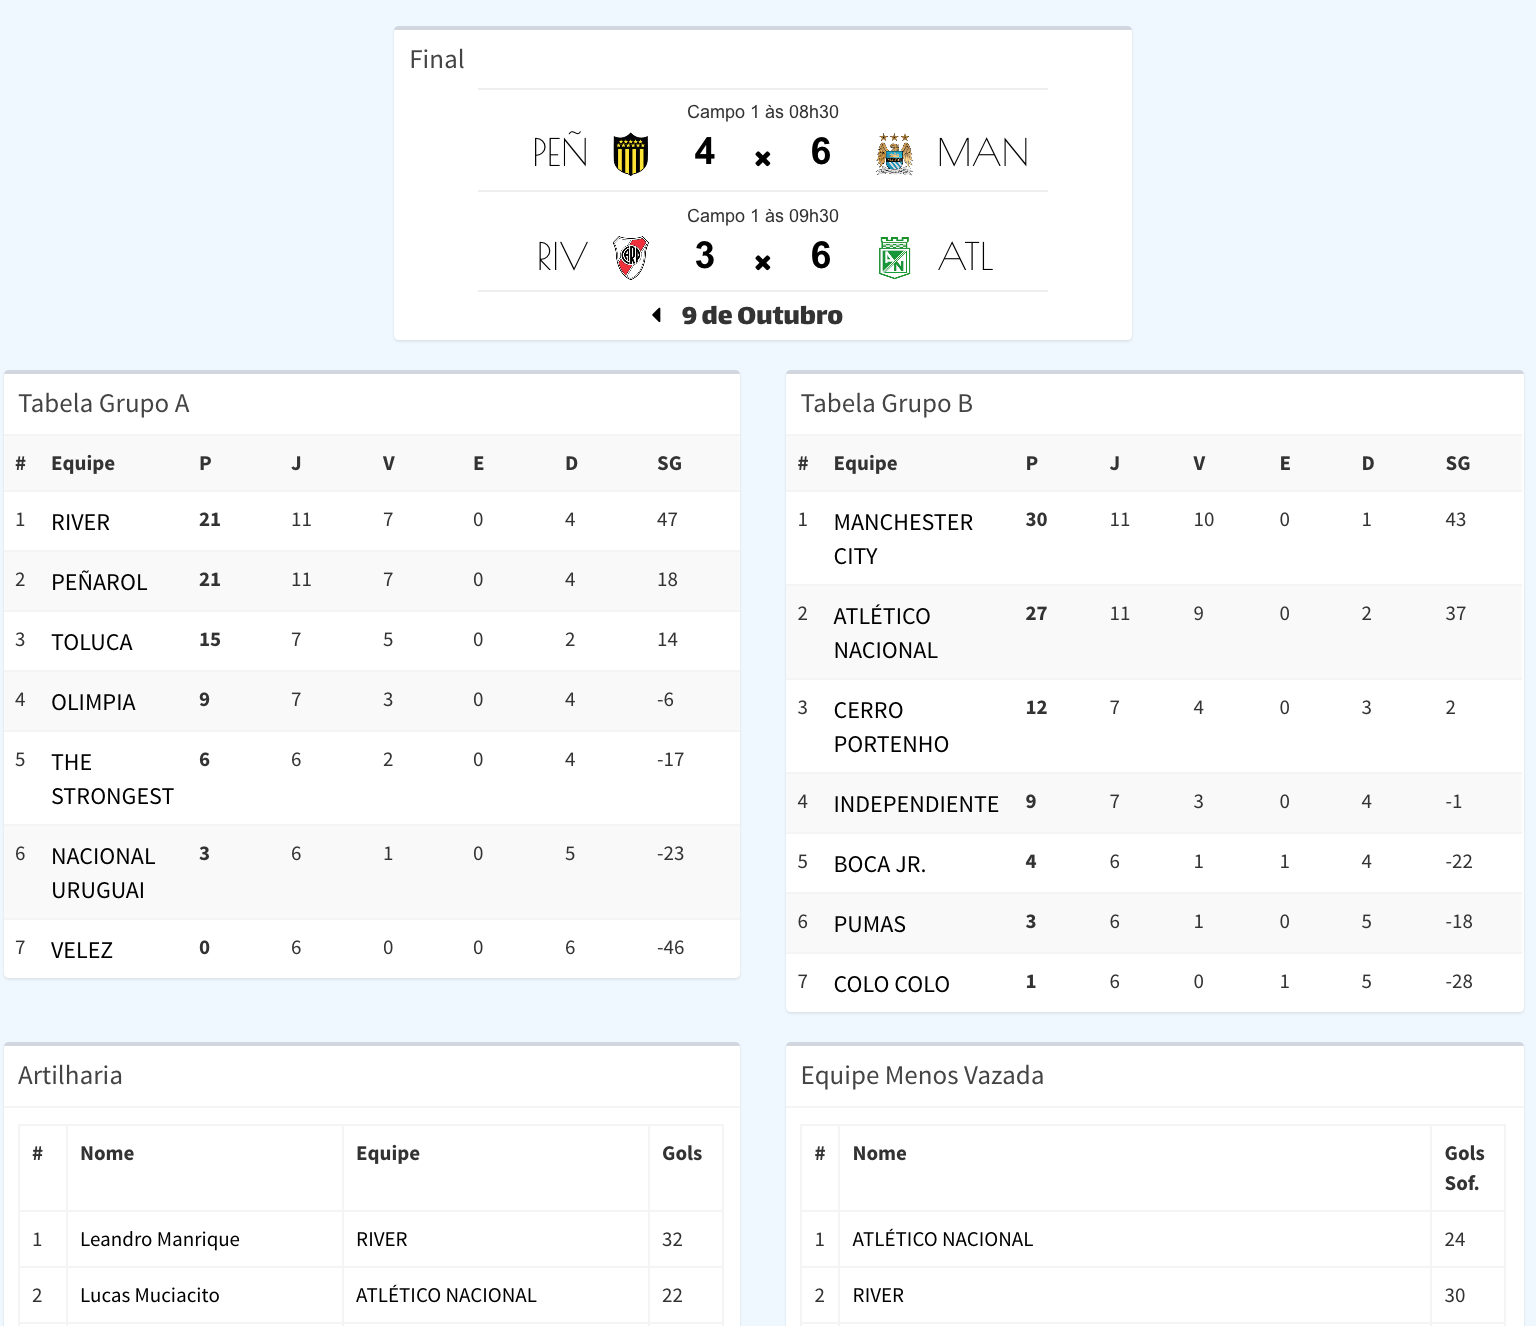 Final
Campo 1 às 08h30
PEÑ 4 x 6 MAN
Campo 1 às 09h30
RIV 3 x 6 ATL
9 de Outubro
Tabela Grupo A
# Equipe P J V E D SG
1 RIVER 21 11 7 0 4 47
2 PEÑAROL 21 11 7 0 4 18
3 TOLUCA 15 7 5 0 2 14
4 OLIMPIA 9 7 3 0 4 -6
5 THE 6 6 2 0 4 -17
STRONGEST
6 NACIONAL 3 6 1 0 5 -23
URUGUAI
7 VELEZ 0 6 0 0 6 -46
Tabela Grupo B
# Equipe P J V E D SG
1 MANCHESTER 30 11 10 0 1 43
CITY
2 ATLÉTICO 27 11 9 0 2 37
NACIONAL
3 CERRO 12 7 4 0 3 2
PORTENHO
4 INDEPENDIENTE 9 7 3 0 4 -1
5 BOCA JR. 4 6 1 1 4 -22
6 PUMAS 3 6 1 0 5 -18
7 COLO COLO 1 6 0 1 5 -28
Artilharia
# Nome Equipe Gols
1 Leandro Manrique RIVER 32
2 Lucas Muciacito ATLÉTICO NACIONAL 22
Equipe Menos Vazada
# Nome Gols
Sof.
1 ATLÉTICO NACIONAL 24
2 RIVER 30